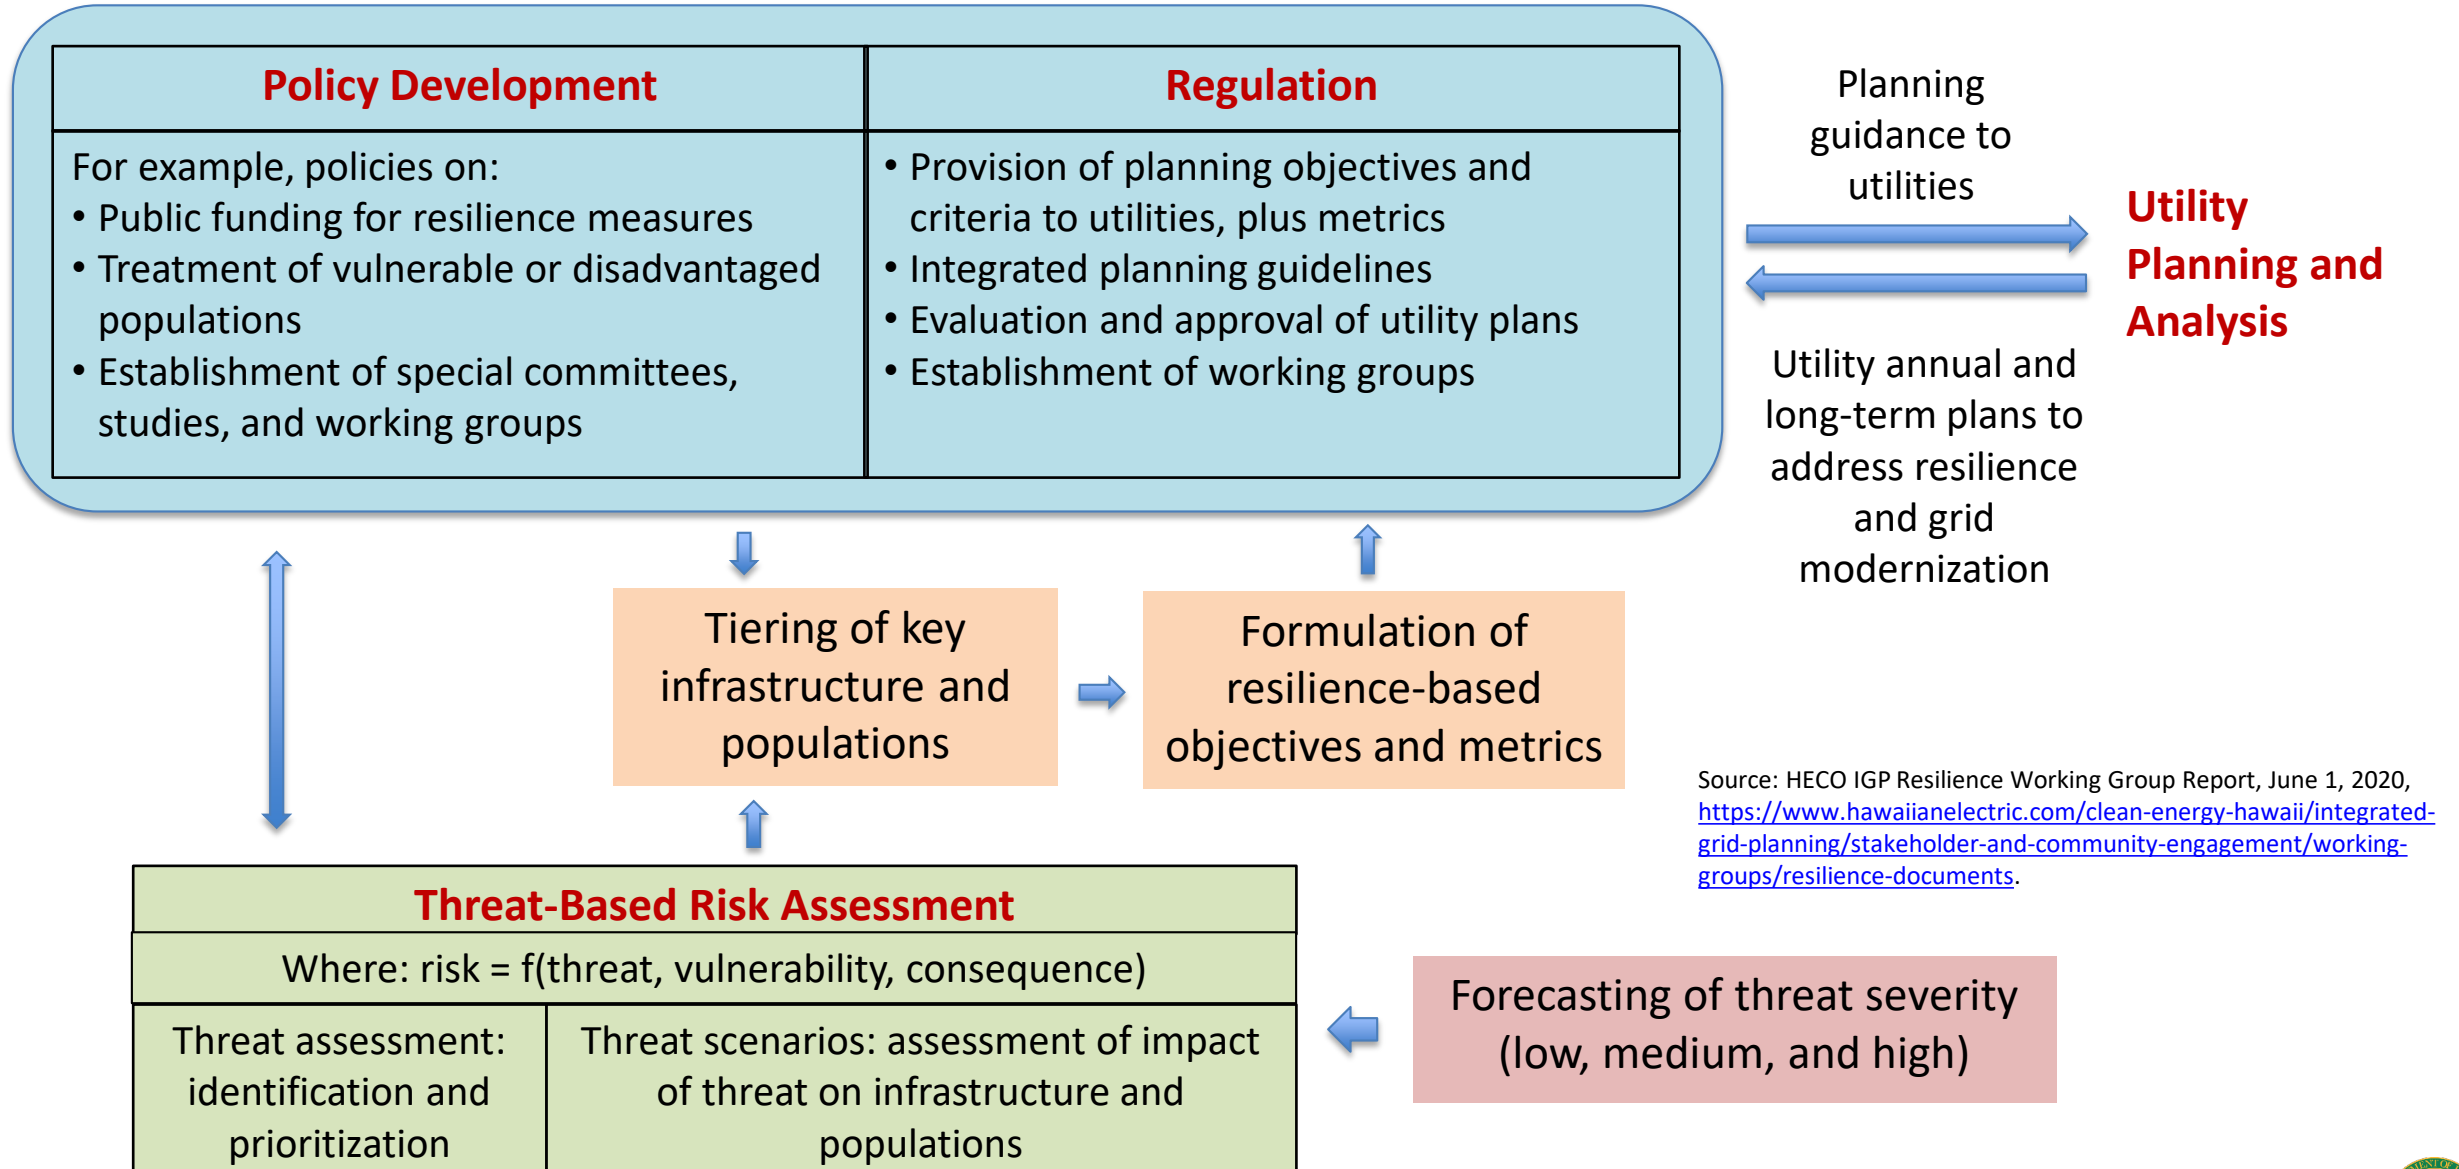 Policy Development
For example, policies on:
• Public funding for resilience measures
• Treatment of vulnerable or disadvantaged
populations
• Establishment of special committees,
studies, and working groups
Regulation
• Provision of planning objectives and
criteria to utilities, plus metrics
• Integrated planning guidelines
• Evaluation and approval of utility plans
• Establishment of working groups
Planning
guidance to
utilities
Utility
Planning and
Analysis
Utility annual and
long-term plans to
address resilience
and grid
modernization
Tiering of key
infrastructure and
populations
Formulation of
resilience-based
objectives and metrics
Source: HECO IGP Resilience Working Group Report, June 1, 2020,
https://www.hawaiianelectric.com/clean-energy-hawaii/integrated-
grid-planning/stakeholder-and-community-engagement/working-
groups/resilience-documents.
Threat-Based Risk Assessment
Where: risk = f(threat, vulnerability, consequence)
Threat assessment:
identification and
prioritization
Threat scenarios: assessment of impact
of threat on infrastructure and
populations
Forecasting of threat severity
(low, medium, and high)